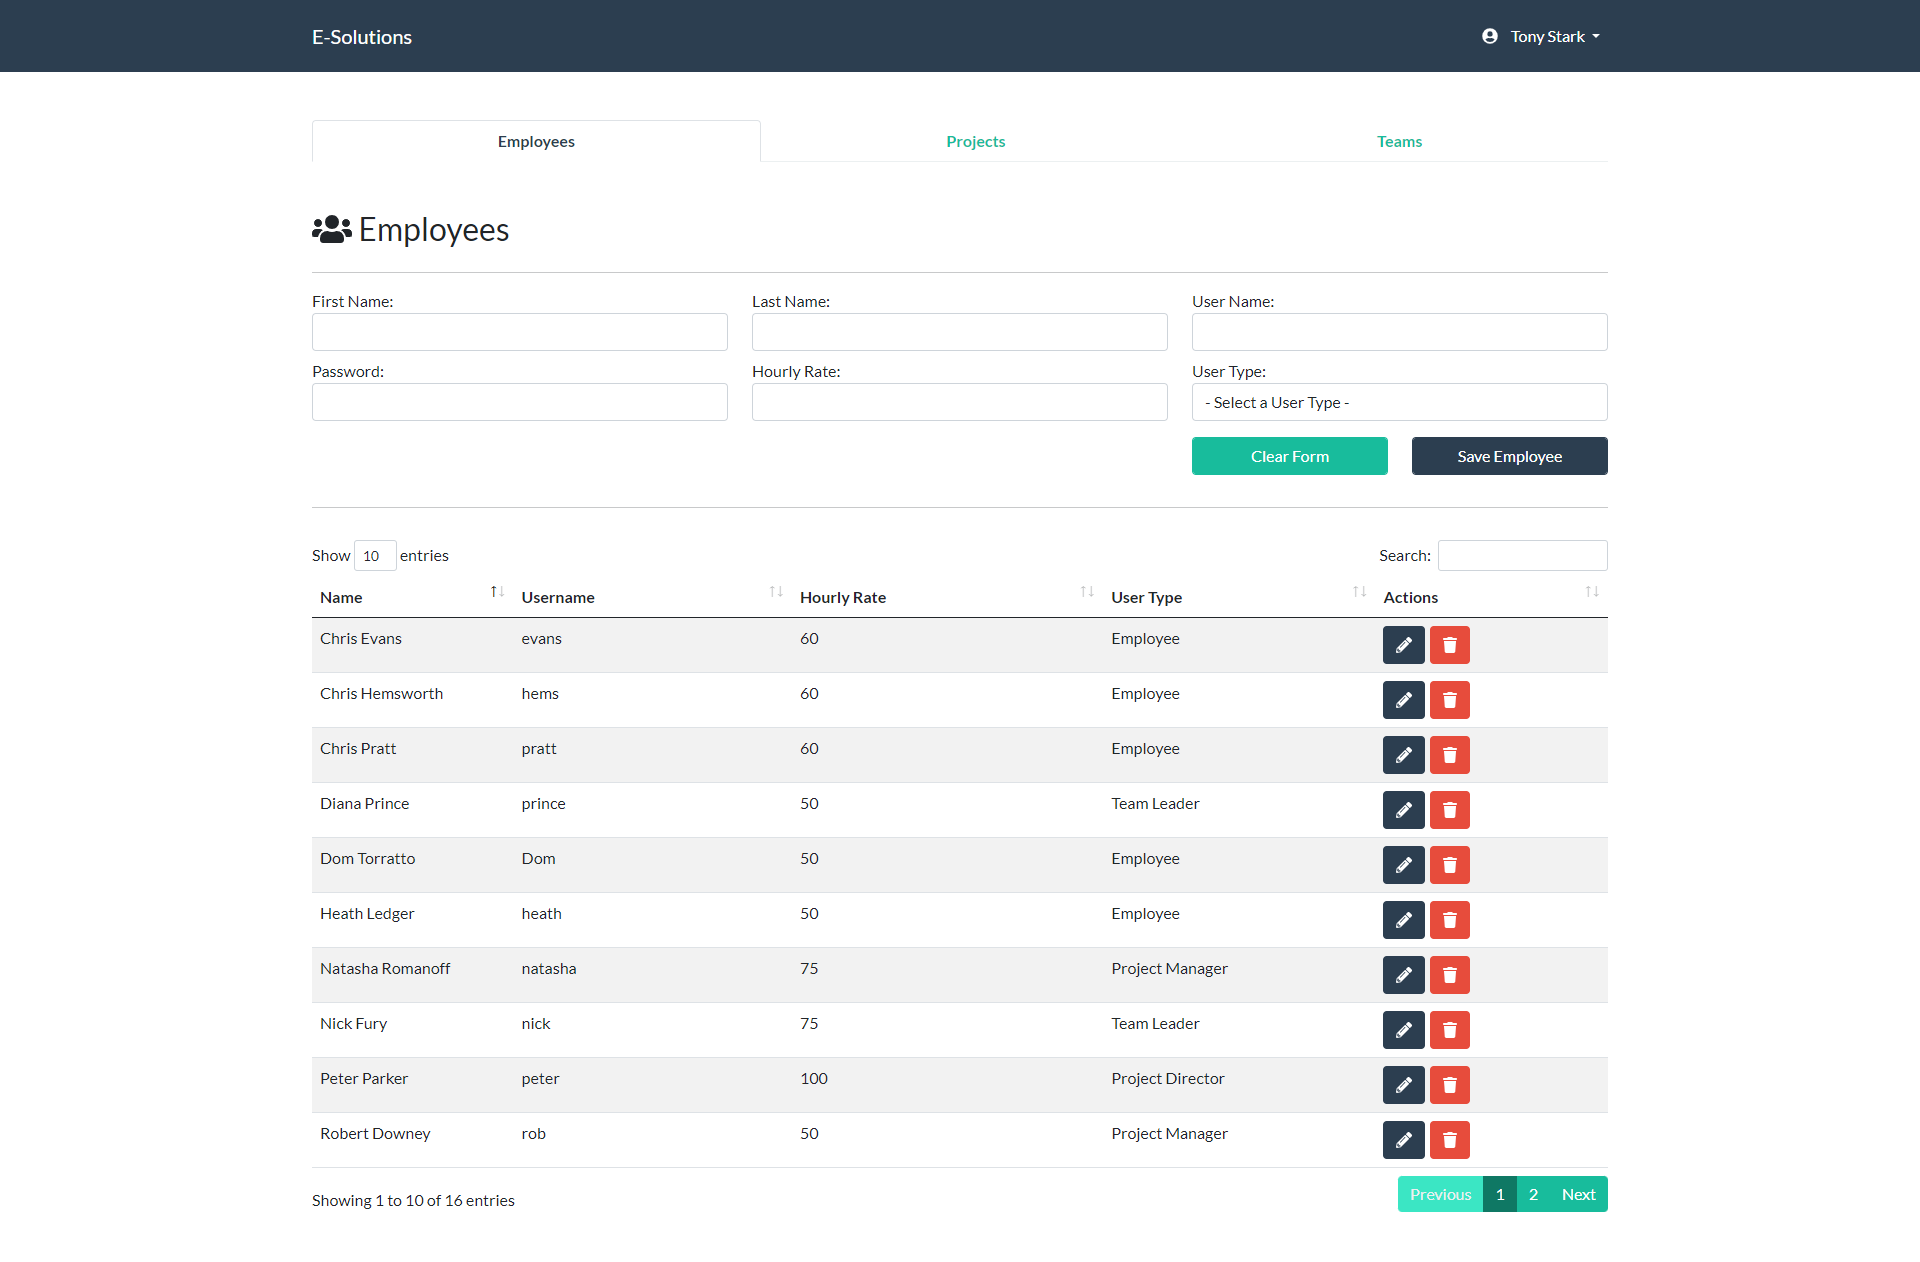 E-Solutions
Tony Stark
Employees Projects Teams
Employees
First Name: Last Name: User Name:
Password: Hourly Rate: User Type:
- Select a User Type -
Clear Form Save Employee
Show 10 entries Search:
Name Username Hourly Rate User Type Actions
Chris Evans evans 60 Employee
Chris Hemsworth hems 60 Employee
Chris Pratt pratt 60 Employee
Diana Prince prince 50 Team Leader
Dom Torratto Dom 50 Employee
Heath Ledger heath 50 Employee
Natasha Romanoff natasha 75 Project Manager
Nick Fury nick 75 Team Leader
Peter Parker peter 100 Project Director
Robert Downey rob 50 Project Manager
Showing 1 to 10 of 16 entries
Previous 1 2 Next